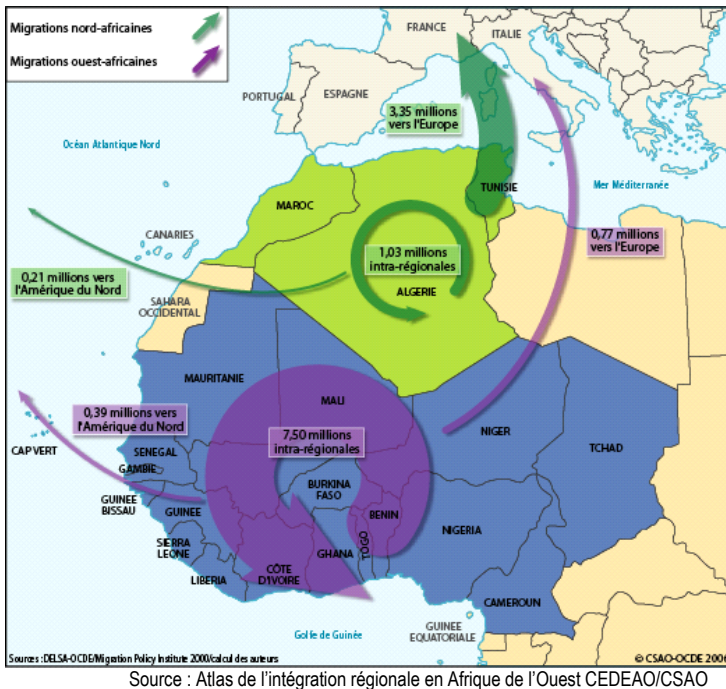 Migrations nord-africaines
Migrations ouest-africaines
FRANCE
ITALIE
PORTUGAL
ESPAGNE
3,35 millions
vers l'Europe
Océan Atlantique Nord
Mer Méditerranée
TUNISIE
MAROC
CANARIES
0,77 millions
vers l'Europe
1,03 millions
intra-régionales
0,21 millions vers
l'Amérique du Nord
ALGERIE
SAHARA
OCCIDENTAL
MAURITANIE
MALI
0,39 millions vers
l'Amérique du Nord
7,50 millions
intra-régionales
NIGER
TCHAD
CAP VERT
SENEGAL
GAMBIE
BURKINA
FASO
GUINEE
BISSAU
GUINEE
BENIN
NIGERIA
SIERRA
LEONE
GHANA
TOGO
CÔTE
D'IVOIRE
LIBERIA
CAMEROUN
GUINEE
EQUATORIALE
Golfe de Guinée
Sources : DELSA-OCDE/Migration Policy Institute 2000/calcul des auteurs
© CSAO-OCDE 2006
Source : Atlas de l'intégration régionale en Afrique de l'Ouest CEDEAO/CSAO